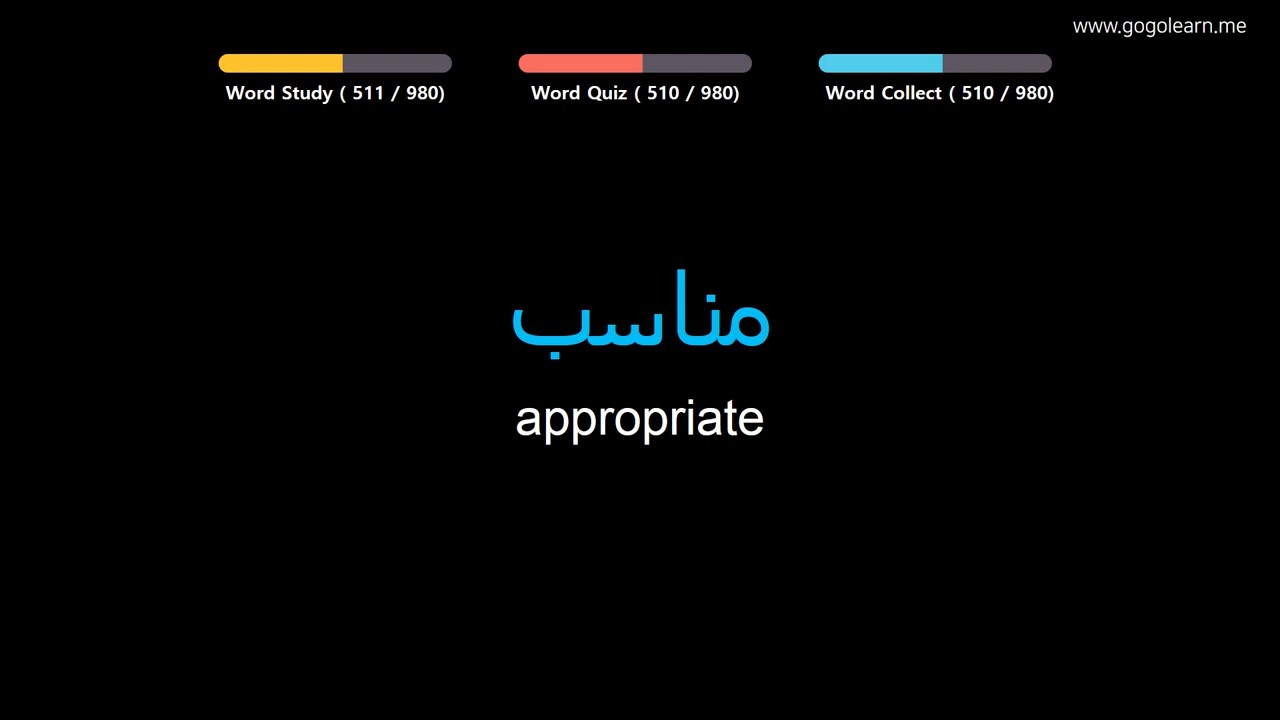 www.gogolearn.me
Word Study ( 511 / 980)
Word Quiz ( 510 / 980)
Word Collect ( 510 / 980)
مناسب
appropriate